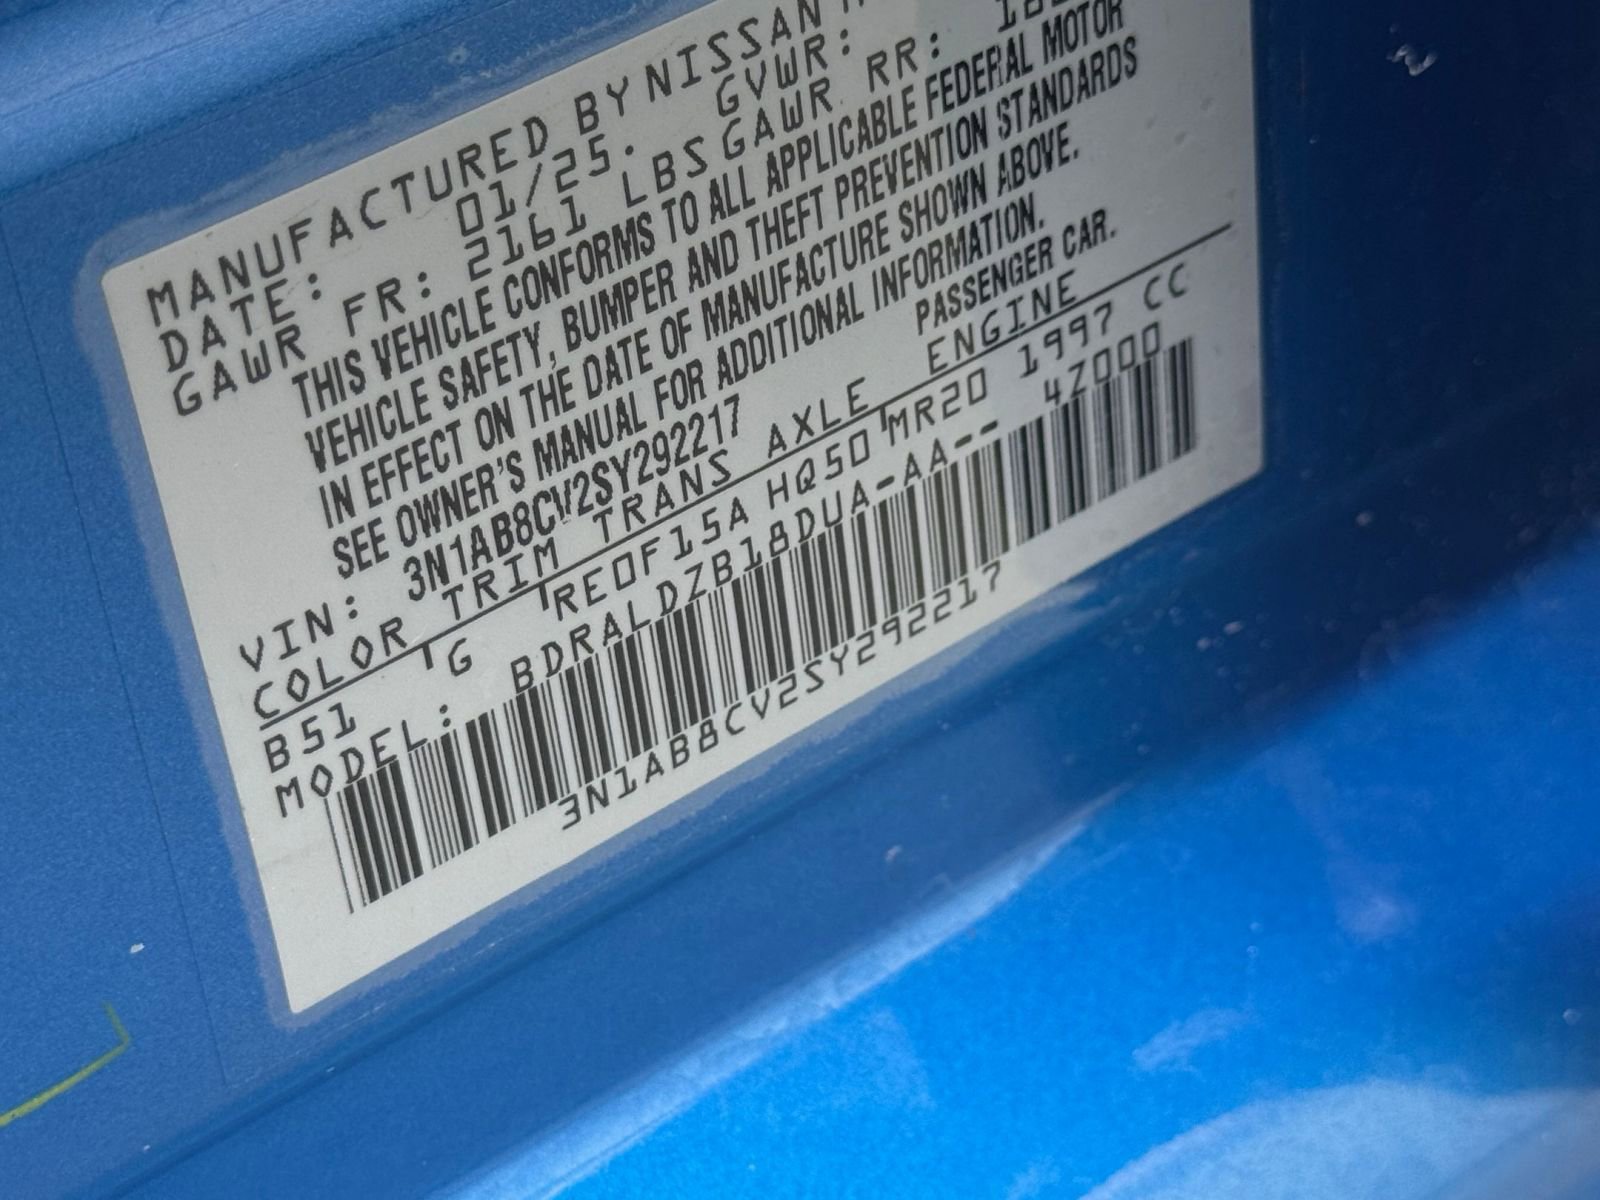 MANUFACTURED BY NISSAN
DATE: 01/25. GVWR:
GAWR FR: 2161 LBS GAWR RR:
THIS VEHICLE CONFORMS TO ALL APPLICABLE FEDERAL MOTOR
VEHICLE SAFETY, BUMPER AND THEFT PREVENTION STANDARDS
IN EFFECT ON THE DATE OF MANUFACTURE SHOWN ABOVE.
SEE OWNER'S MANUAL FOR ADDITIONAL INFORMATION.
VIN: 3N1AB8CV2SY292217 PASSENGER CAR.
COLOR TRIM TRANS AXLE ENGINE
B51 G RE0F15A HQ50 MR20 1997 CC
MODEL: BDRALDZB18DUA-AA-- 4Z000
3N1AB8CV2SY292217